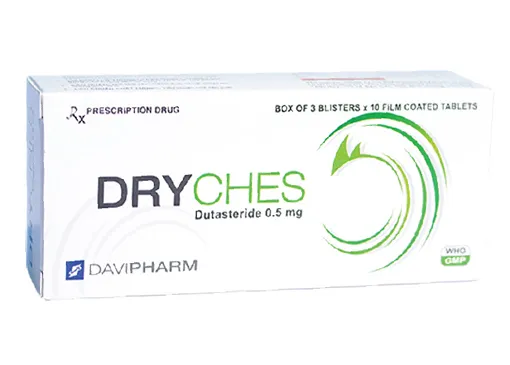 Rx PRESCRIPTION DRUG
BOX OF 3 BLISTERS x 10 FILM COATED TABLETS
DRYCHES
Dutasteride 0.5 mg
DAVIPHARM
WHO
GMP